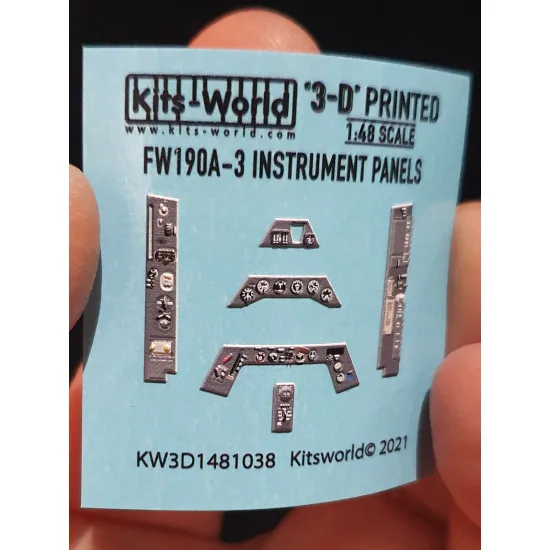 Kits-World
www.kits-world.com
"3-D" PRINTED
1:48 SCALE
FW190A-3 INSTRUMENT PANELS
KW3D1481038 Kitsworld© 2021